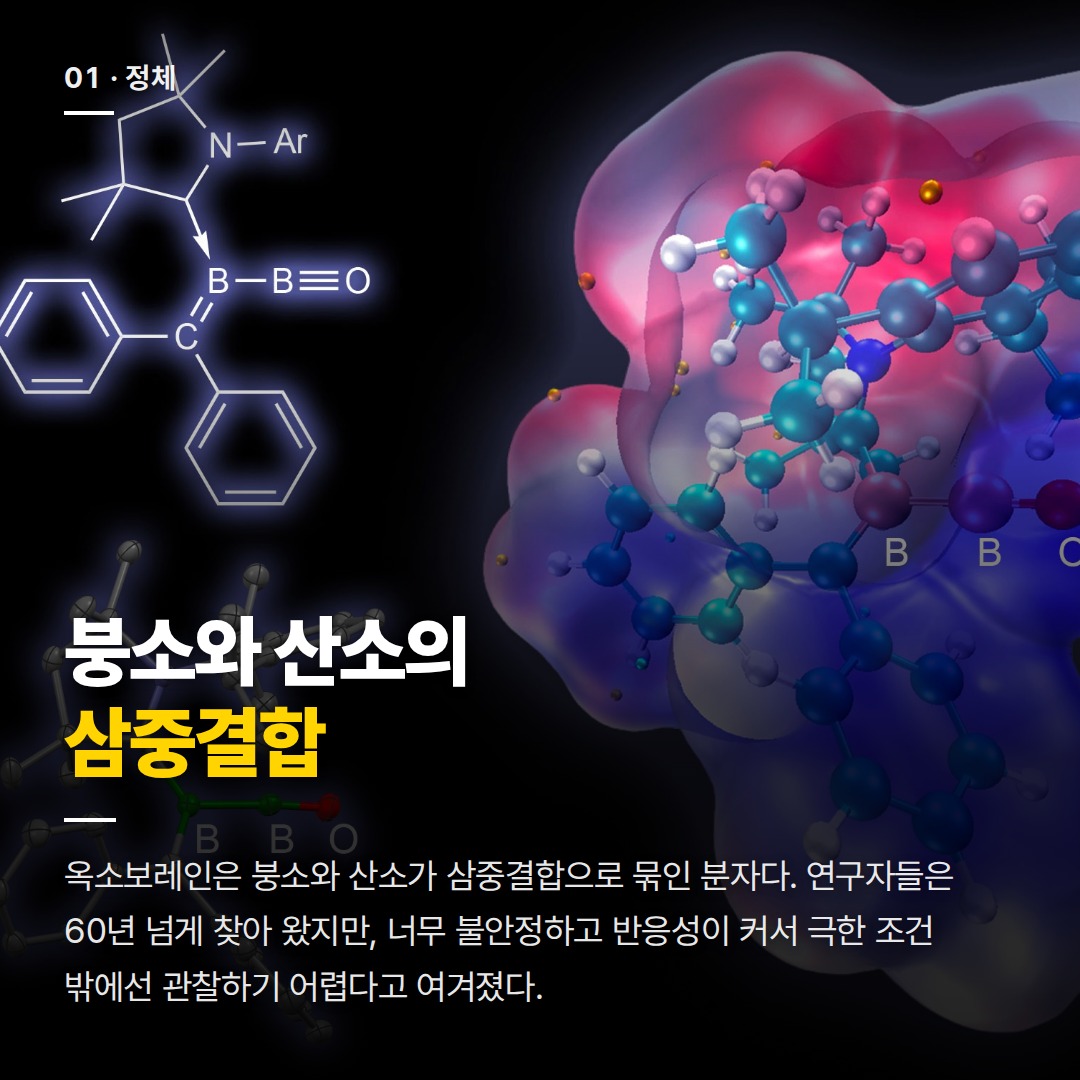 01 · 정체
N Ar
B B O
C
B B O
붕소와 산소의
삼중결합
B B O
옥소보레인은 붕소와 산소가 삼중결합으로 묶인 분자다. 연구자들은
60년 넘게 찾아 왔지만, 너무 불안정하고 반응성이 커서 극한 조건
밖에선 관찰하기 어렵다고 여겨졌다.